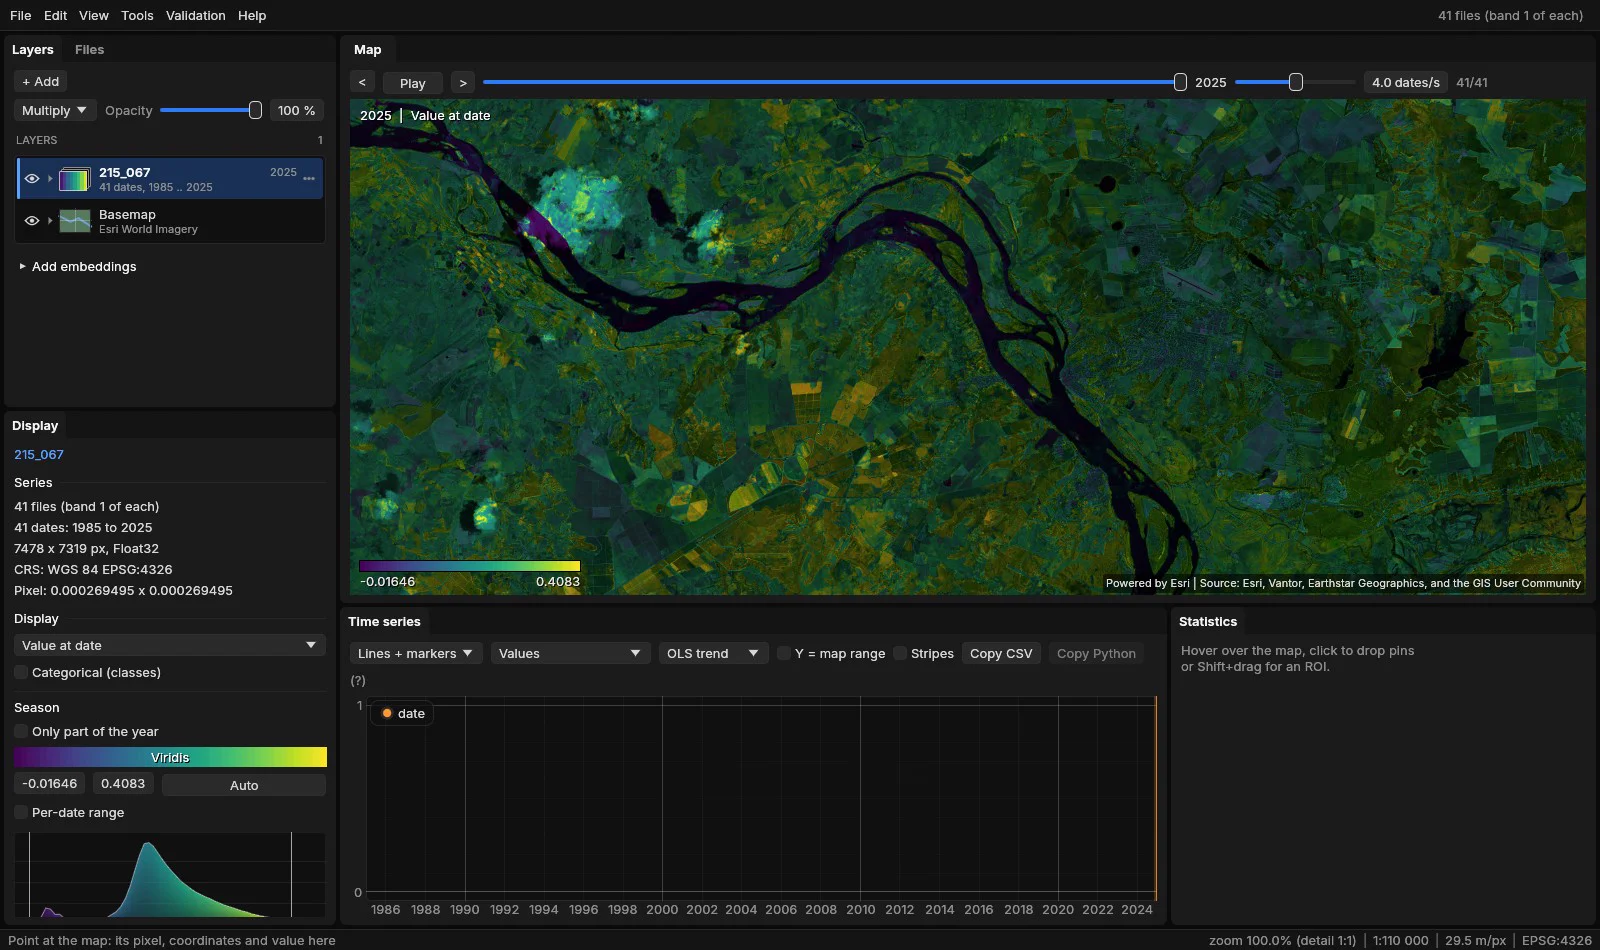 File Edit View Tools Validation Help
41 files (band 1 of each)
Layers Files
+ Add
Multiply Opacity 100 %
LAYERS 1
215_067 2025
41 dates, 1985 .. 2025
Basemap
Esri World Imagery
Add embeddings
Display
215_067
Series
41 files (band 1 of each)
41 dates: 1985 to 2025
7478 x 7319 px, Float32
CRS: WGS 84 EPSG:4326
Pixel: 0.000269495 x 0.000269495
Display
Value at date
Categorical (classes)
Season
Only part of the year
Viridis
-0.01646 0.4083 Auto
Per-date range
Map
< Play > 2025 4.0 dates/s 41/41
2025 | Value at date
-0.01646 0.4083
Powered by Esri | Source: Esri, Vantor, Earthstar Geographics, and the GIS User Community
Time series
Lines + markers Values OLS trend Y = map range Stripes Copy CSV Copy Python
(?)
1
date
0
1986 1988 1990 1992 1994 1996 1998 2000 2002 2004 2006 2008 2010 2012 2014 2016 2018 2020 2022 2024
Statistics
Hover over the map, click to drop pins
or Shift+drag for an ROI.
Point at the map: its pixel, coordinates and value here
zoom 100.0% (detail 1:1) | 1:110 000 | 29.5 m/px | EPSG:4326